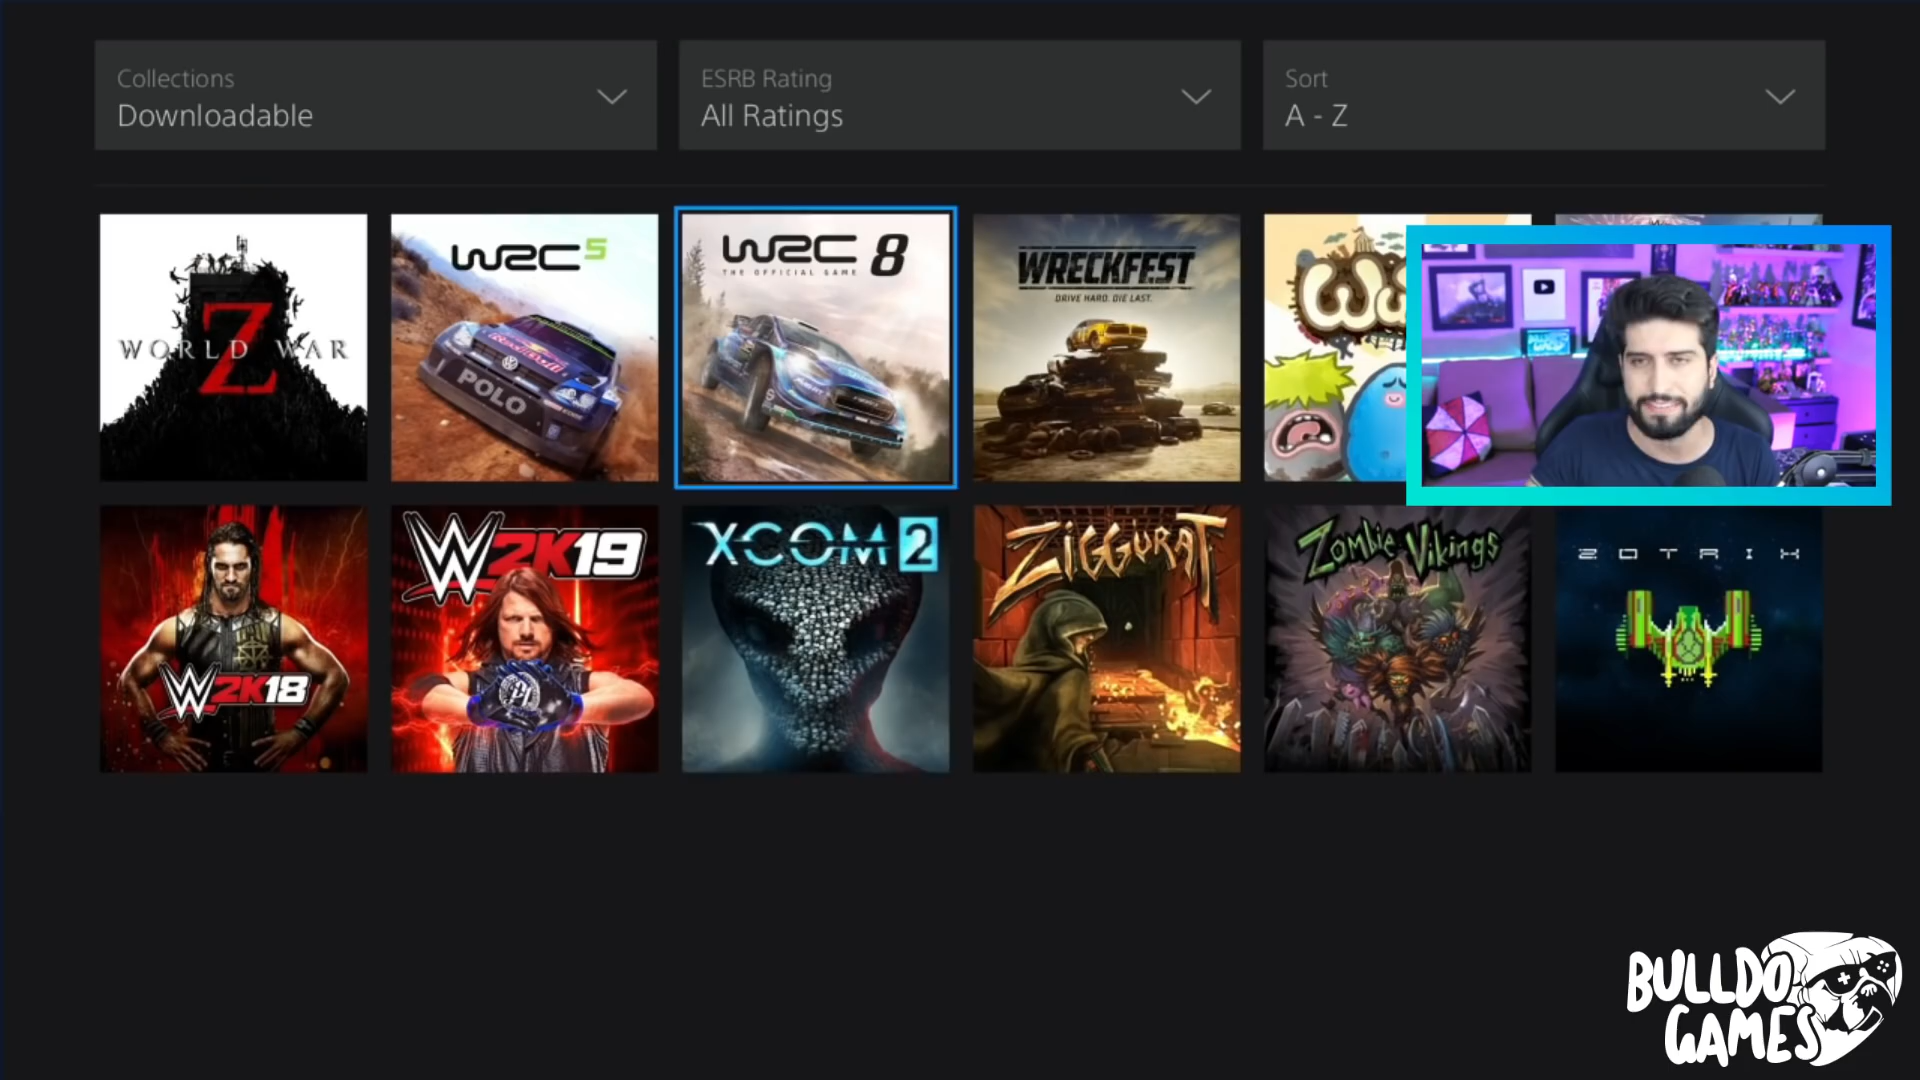 Collections
Downloadable
ESRB Rating
All Ratings
Sort
A - Z
WORLD WAR
Z
WRC 5
POLO
WRC 8
THE OFFICIAL GAME
WRECKFEST
DRIVE HARD. DIE LAST.
W2K18
W2K19
XCOM 2
ZIGGURAT
Zombie Vikings
ZOTRIX
BULLDOG
GAMES